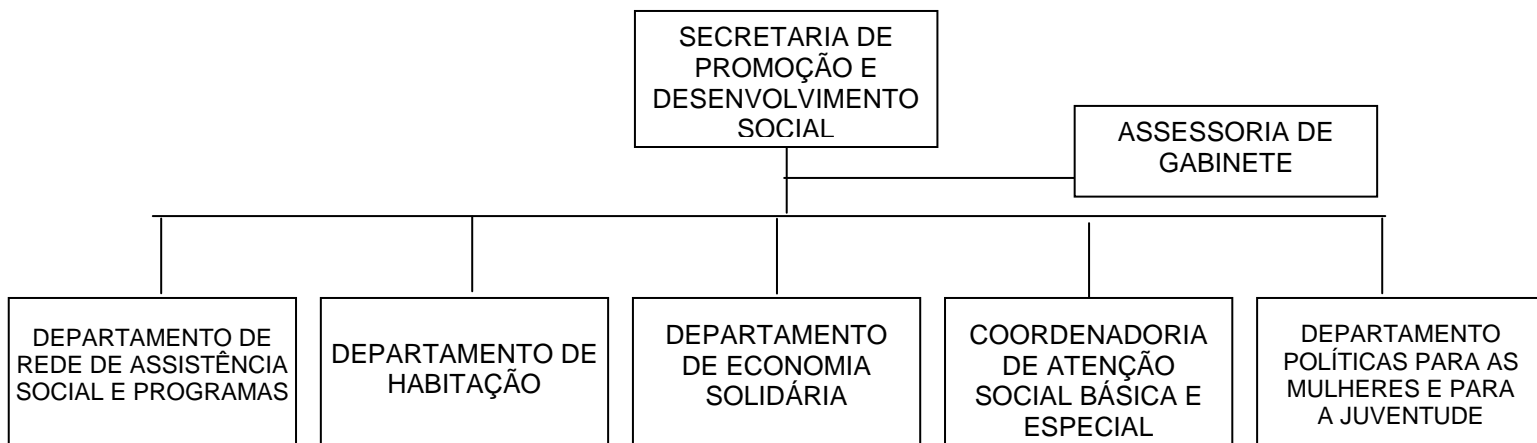 SECRETARIA DE
PROMOÇÃO E
DESENVOLVIMENTO
SOCIAL
ASSESSORIA DE
GABINETE
DEPARTAMENTO DE
REDE DE ASSISTÊNCIA
SOCIAL E PROGRAMAS
DEPARTAMENTO DE
HABITAÇÃO
DEPARTAMENTO
DE ECONOMIA
SOLIDÁRIA
COORDENADORIA
DE ATENÇÃO
SOCIAL BÁSICA E
ESPECIAL
DEPARTAMENTO
POLÍTICAS PARA AS
MULHERES E PARA
A JUVENTUDE